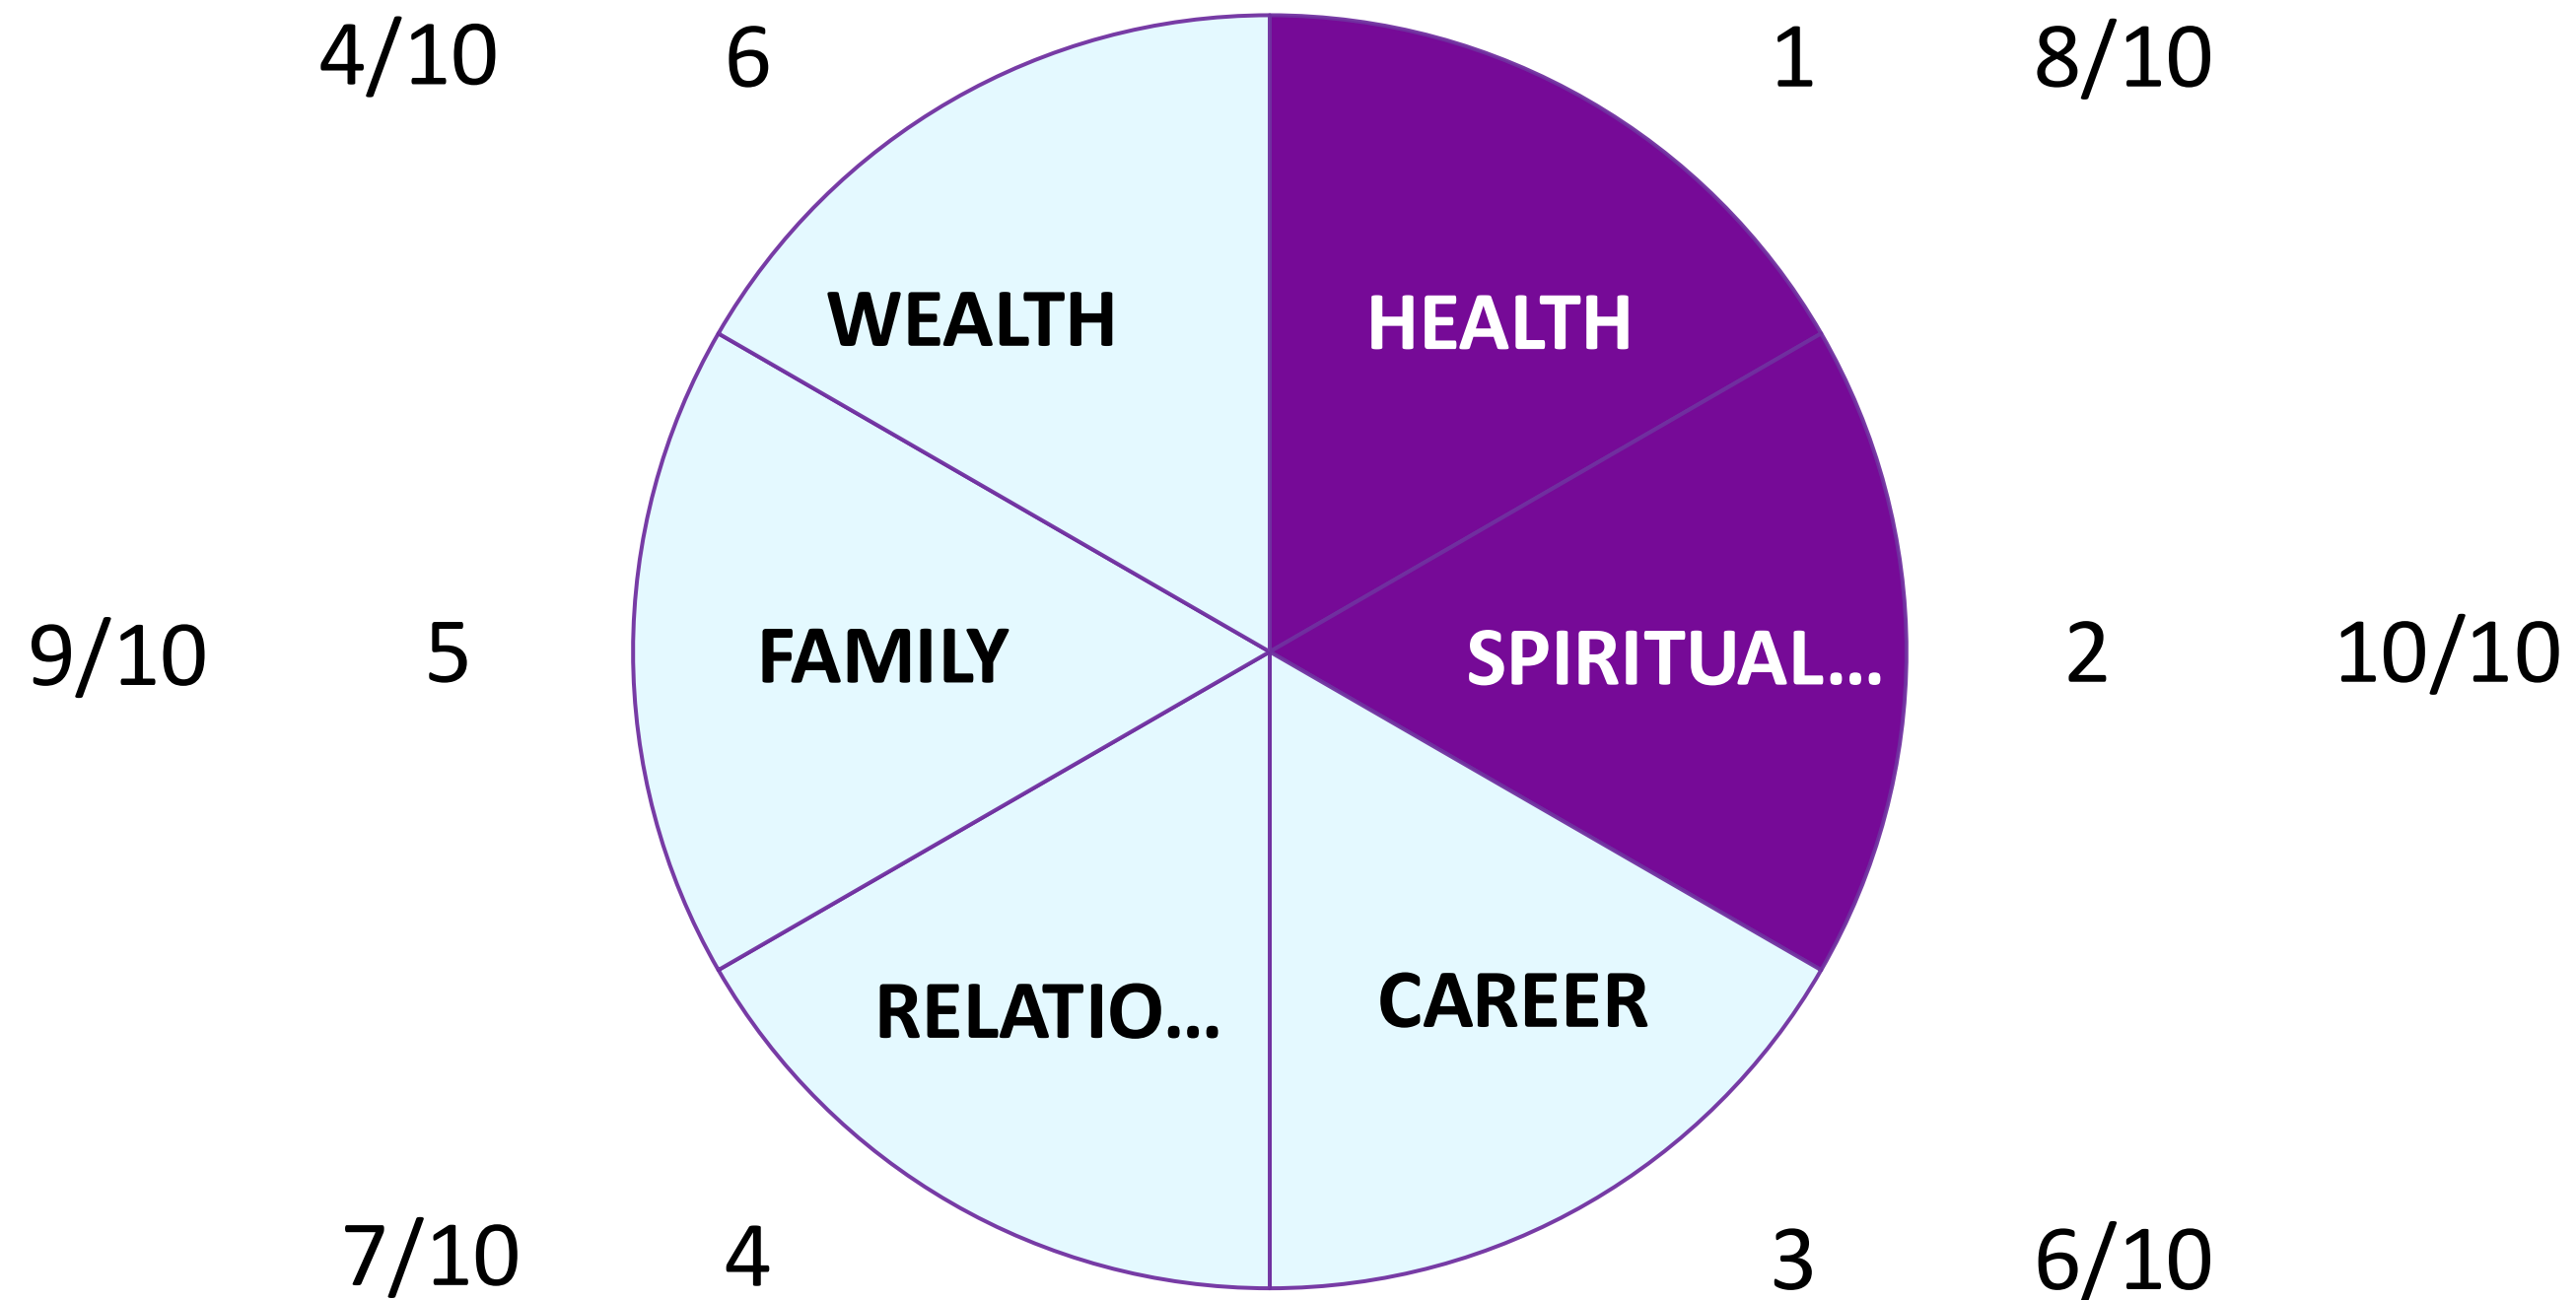 4/10 6 1 8/10
WEALTH HEALTH
9/10 5 FAMILY SPIRITUAL... 2 10/10
RELATIO... CAREER
7/10 4 3 6/10